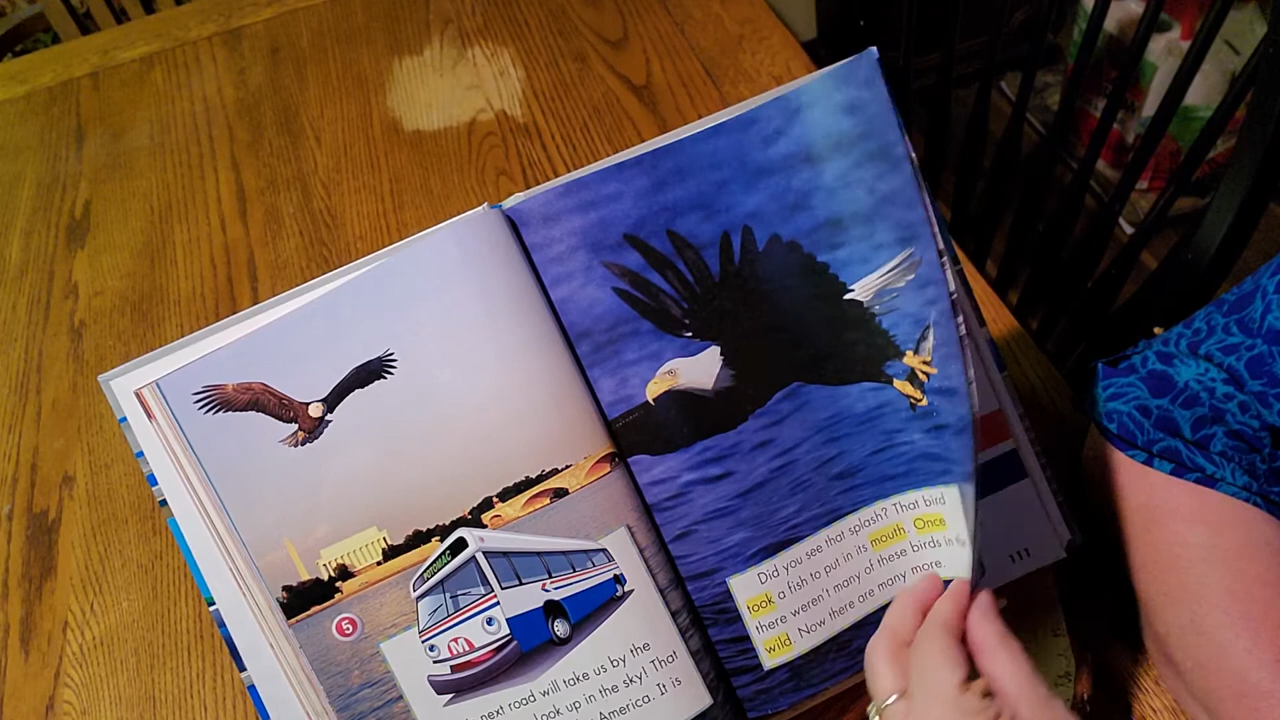 POTOMAC
M
5
next road will take us by the
look up in the sky! That
America. It is
Did you see that splash? That bird
took a fish to put in its mouth. Once
there weren't many of these birds in the
wild. Now there are many more.
111